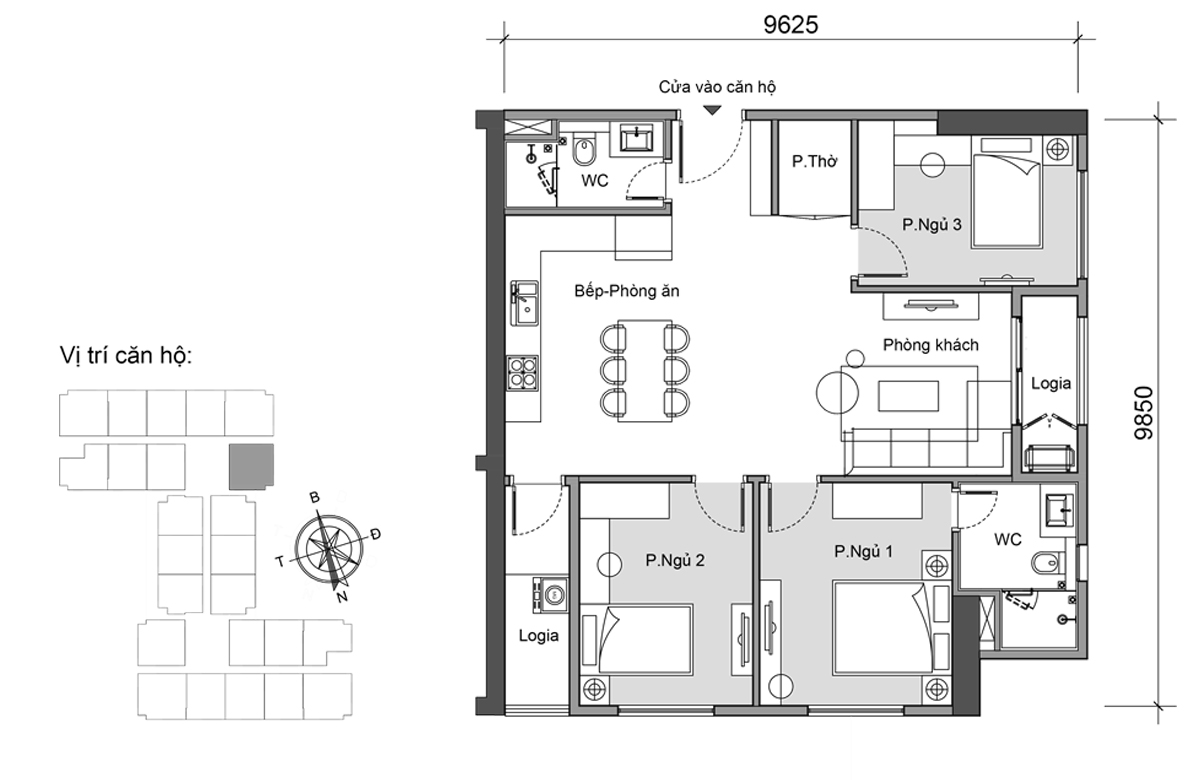 9625
Cửa vào căn hộ
P.Thờ
WC
P.Ngủ 3
Bếp-Phòng ăn
Phòng khách
Vị trí căn hộ:
Logia
9850
B
Đ
T
N
WC
P.Ngủ 1
P.Ngủ 2
Logia